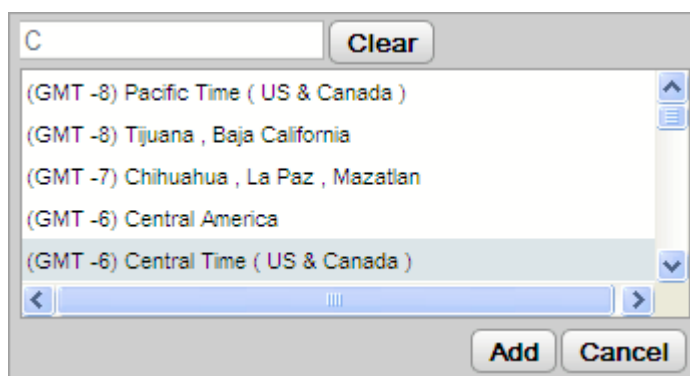 C Clear
(GMT -8) Pacific Time ( US & Canada )
(GMT -8) Tijuana , Baja California
(GMT -7) Chihuahua , La Paz , Mazatlan
(GMT -6) Central America
(GMT -6) Central Time ( US & Canada )
Add Cancel